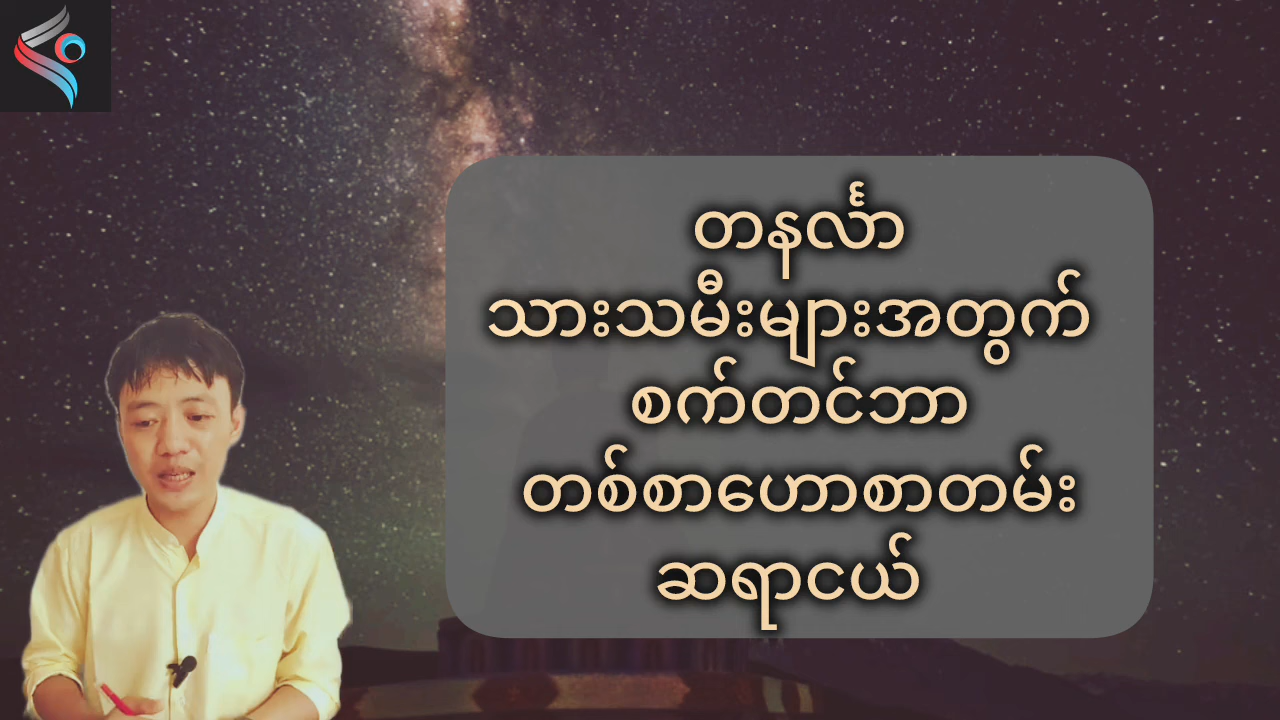 တနင်္လာ
သားသမီးများအတွက်
စက်တင်ဘာ
တစ်စာဟောစာတမ်း
ဆရာငယ်